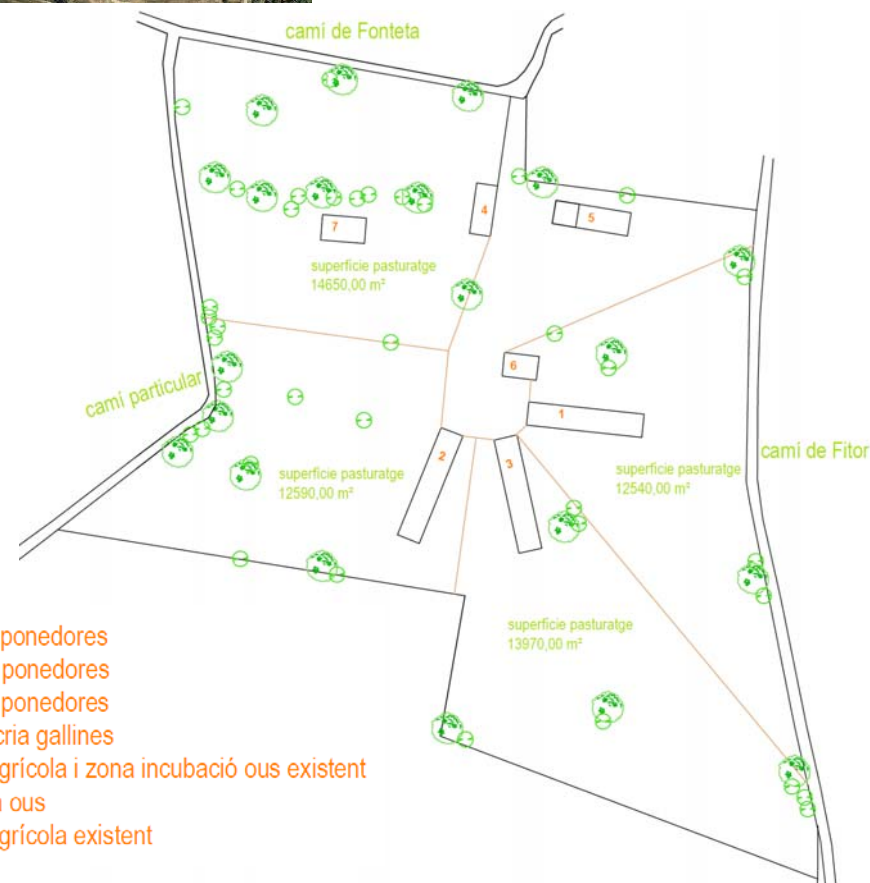 camí de Fonteta
4
5
7
superfície pasturatge
14650,00 m²
6
camí particular
1
2
3
camí de Fitor
superfície pasturatge
12590,00 m²
superfície pasturatge
12540,00 m²
superfície pasturatge
13970,00 m²
ponedores
ponedores
ponedores
cria gallines
grícola i zona incubació ous existent
ous
grícola existent